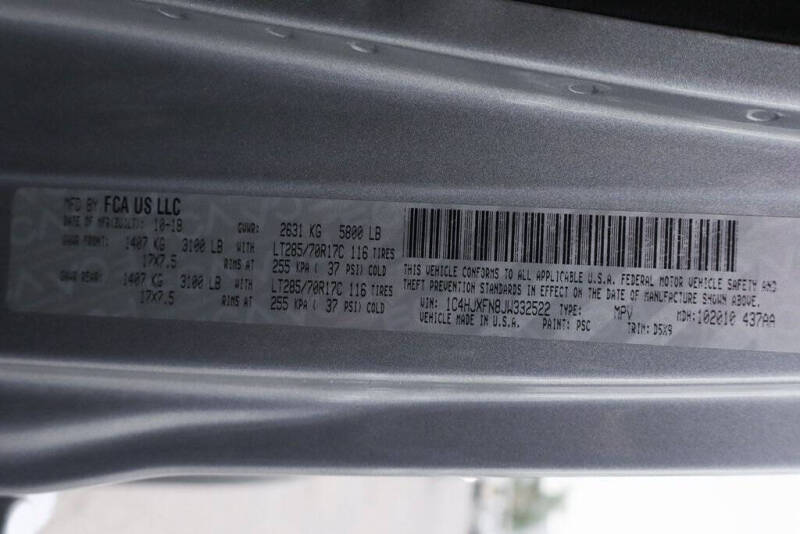 MFD BY FCA US LLC
DATE OF MFR(BUILT): 10-18 GVWR: 2631 KG 5800 LB
GAWR FRONT: 1407 KG 3100 LB WITH LT285/70R17C 116 TIRES
17X7.5 RIMS AT 255 KPA ( 37 PSI) COLD
GAWR REAR: 1407 KG 3100 LB WITH LT285/70R17C 116 TIRES
17X7.5 RIMS AT 255 KPA ( 37 PSI) COLD
THIS VEHICLE CONFORMS TO ALL APPLICABLE U.S.A. FEDERAL MOTOR VEHICLE SAFETY AND
THEFT PREVENTION STANDARDS IN EFFECT ON THE DATE OF MANUFACTURE SHOWN ABOVE.
VIN: 1C4HJXFN8JW332522 TYPE: MPV MDH:102010 437AA
VEHICLE MADE IN U.S.A. PAINT: PSC TRIM: D5X9